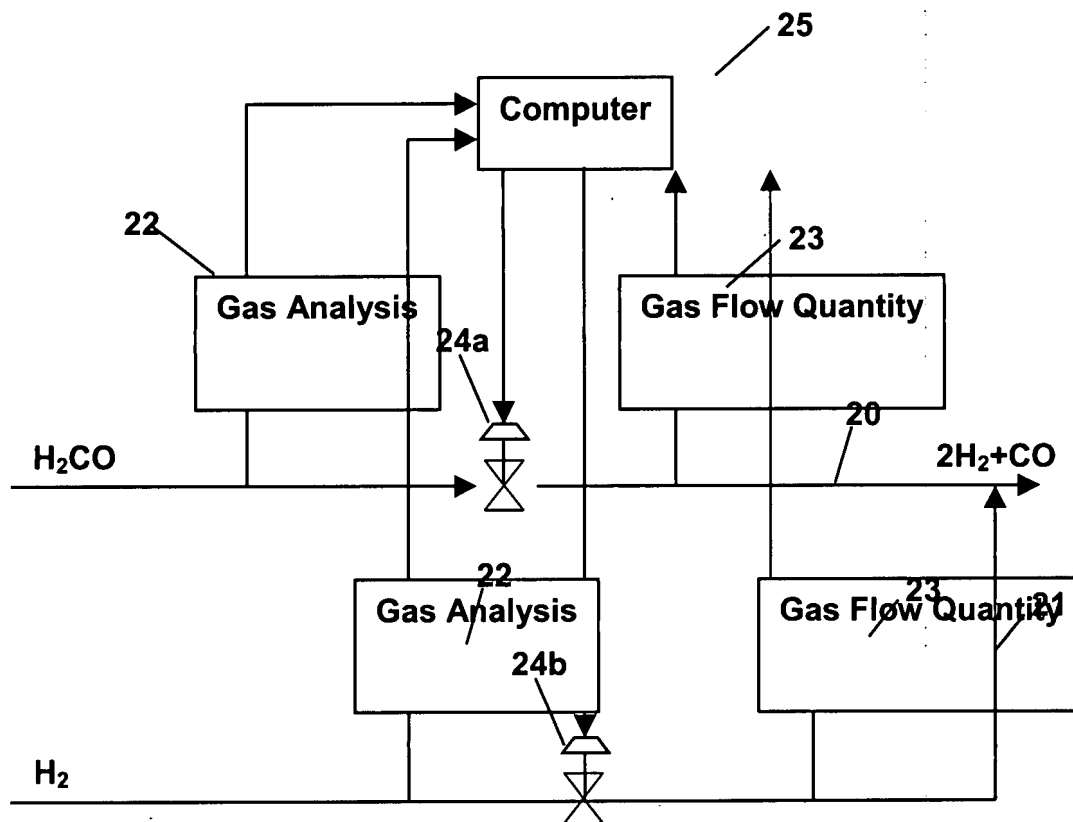 25
Computer
22
23
Gas Analysis
Gas Flow Quantity
24a
20
H₂CO
2H₂+CO
22
23
Gas Analysis
Gas Flow Quantity
21
24b
H₂